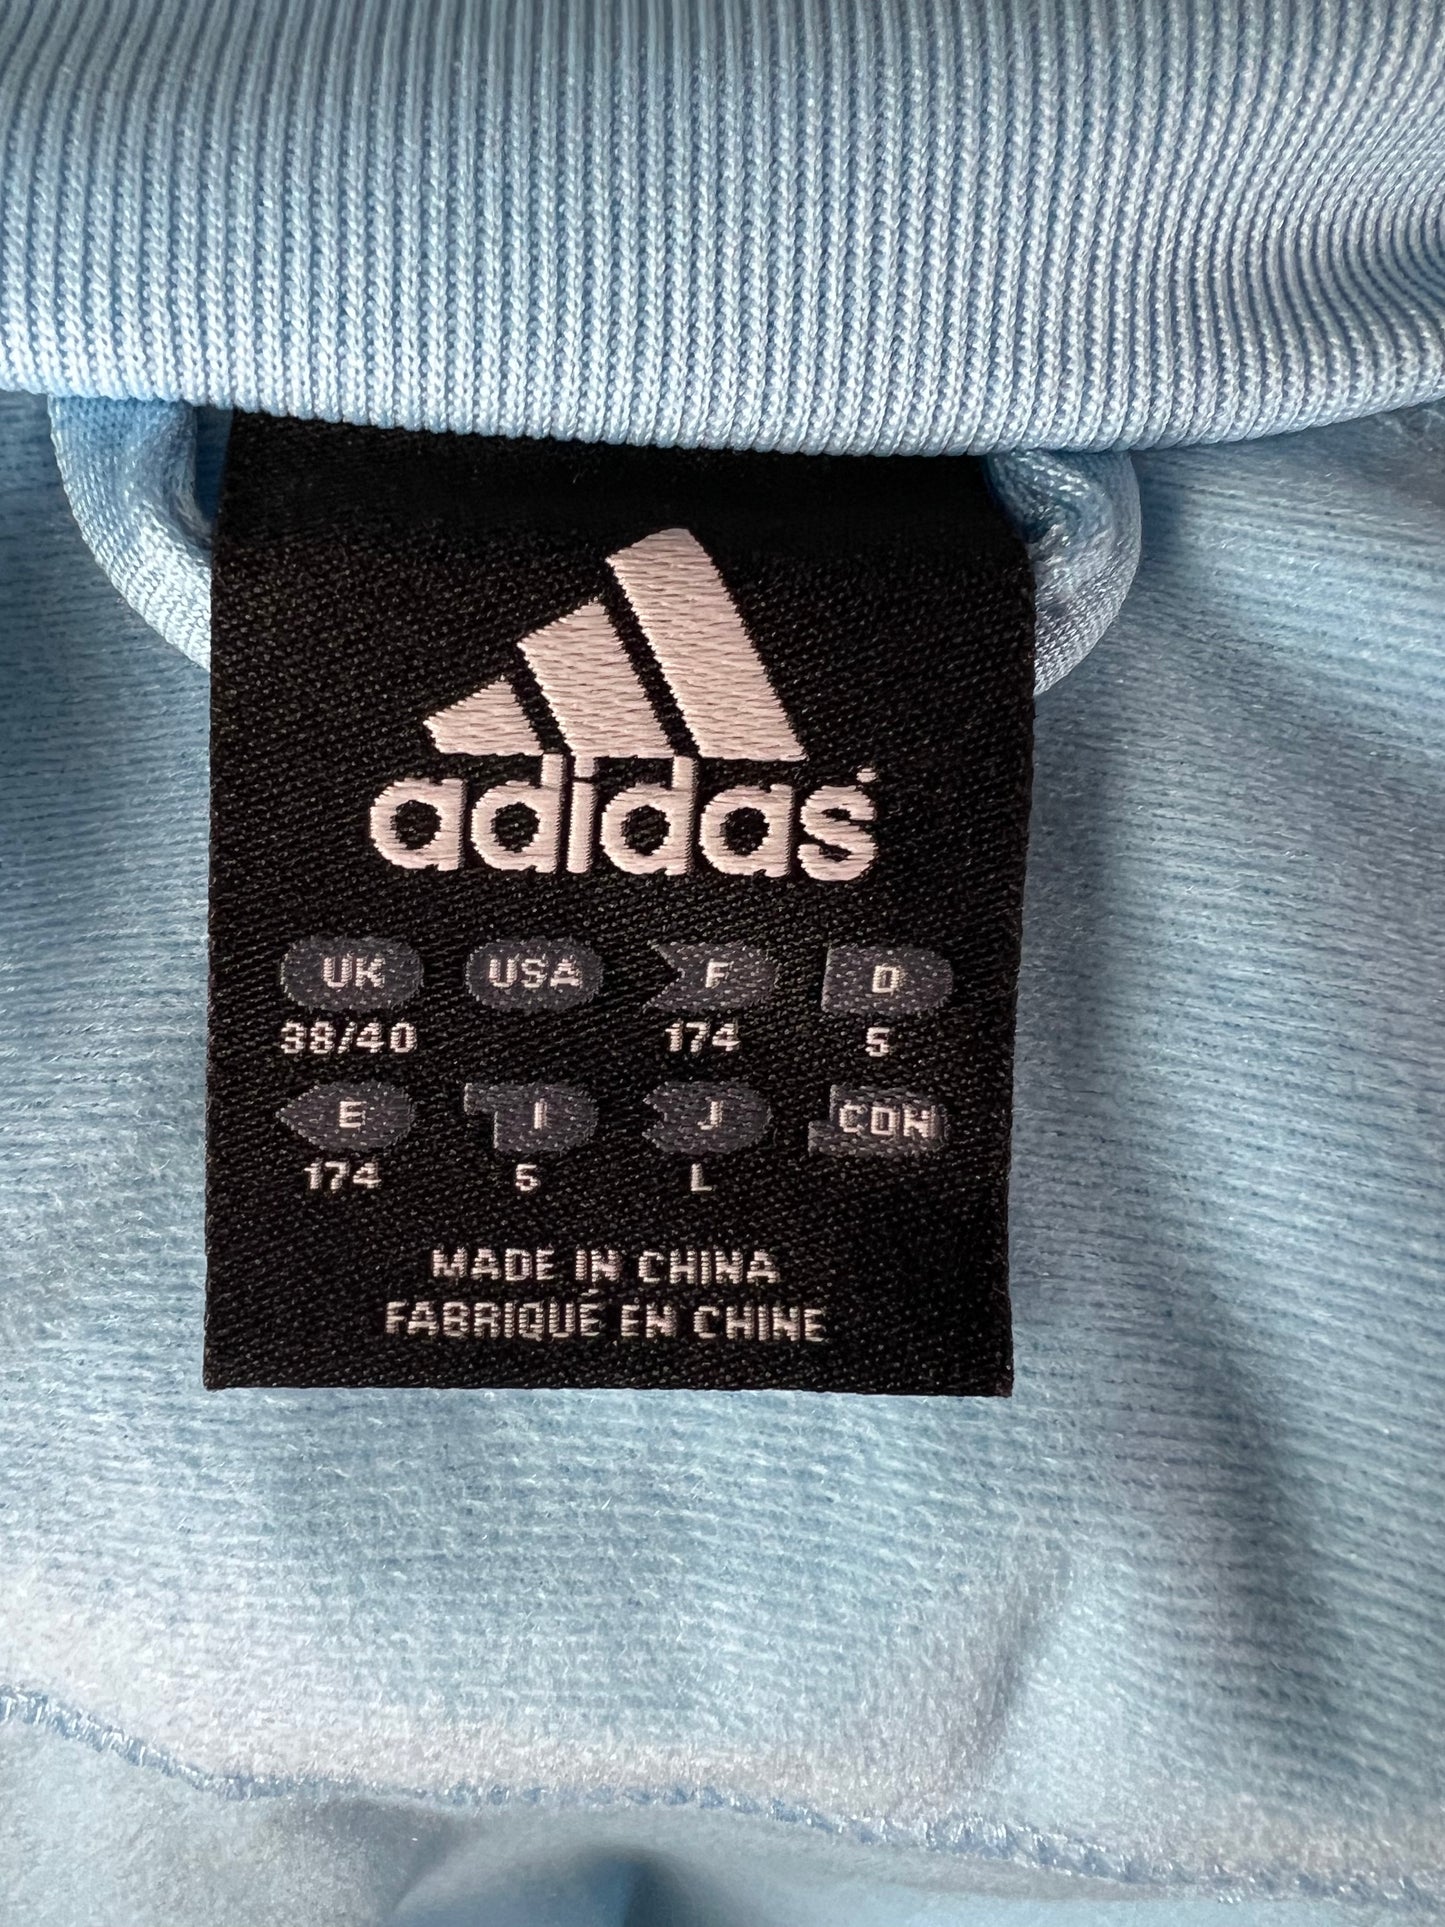 adidas
UK USA F D
38/40 174 5
E I J CDN
174 5 L
MADE IN CHINA
FABRIQUÉ EN CHINE